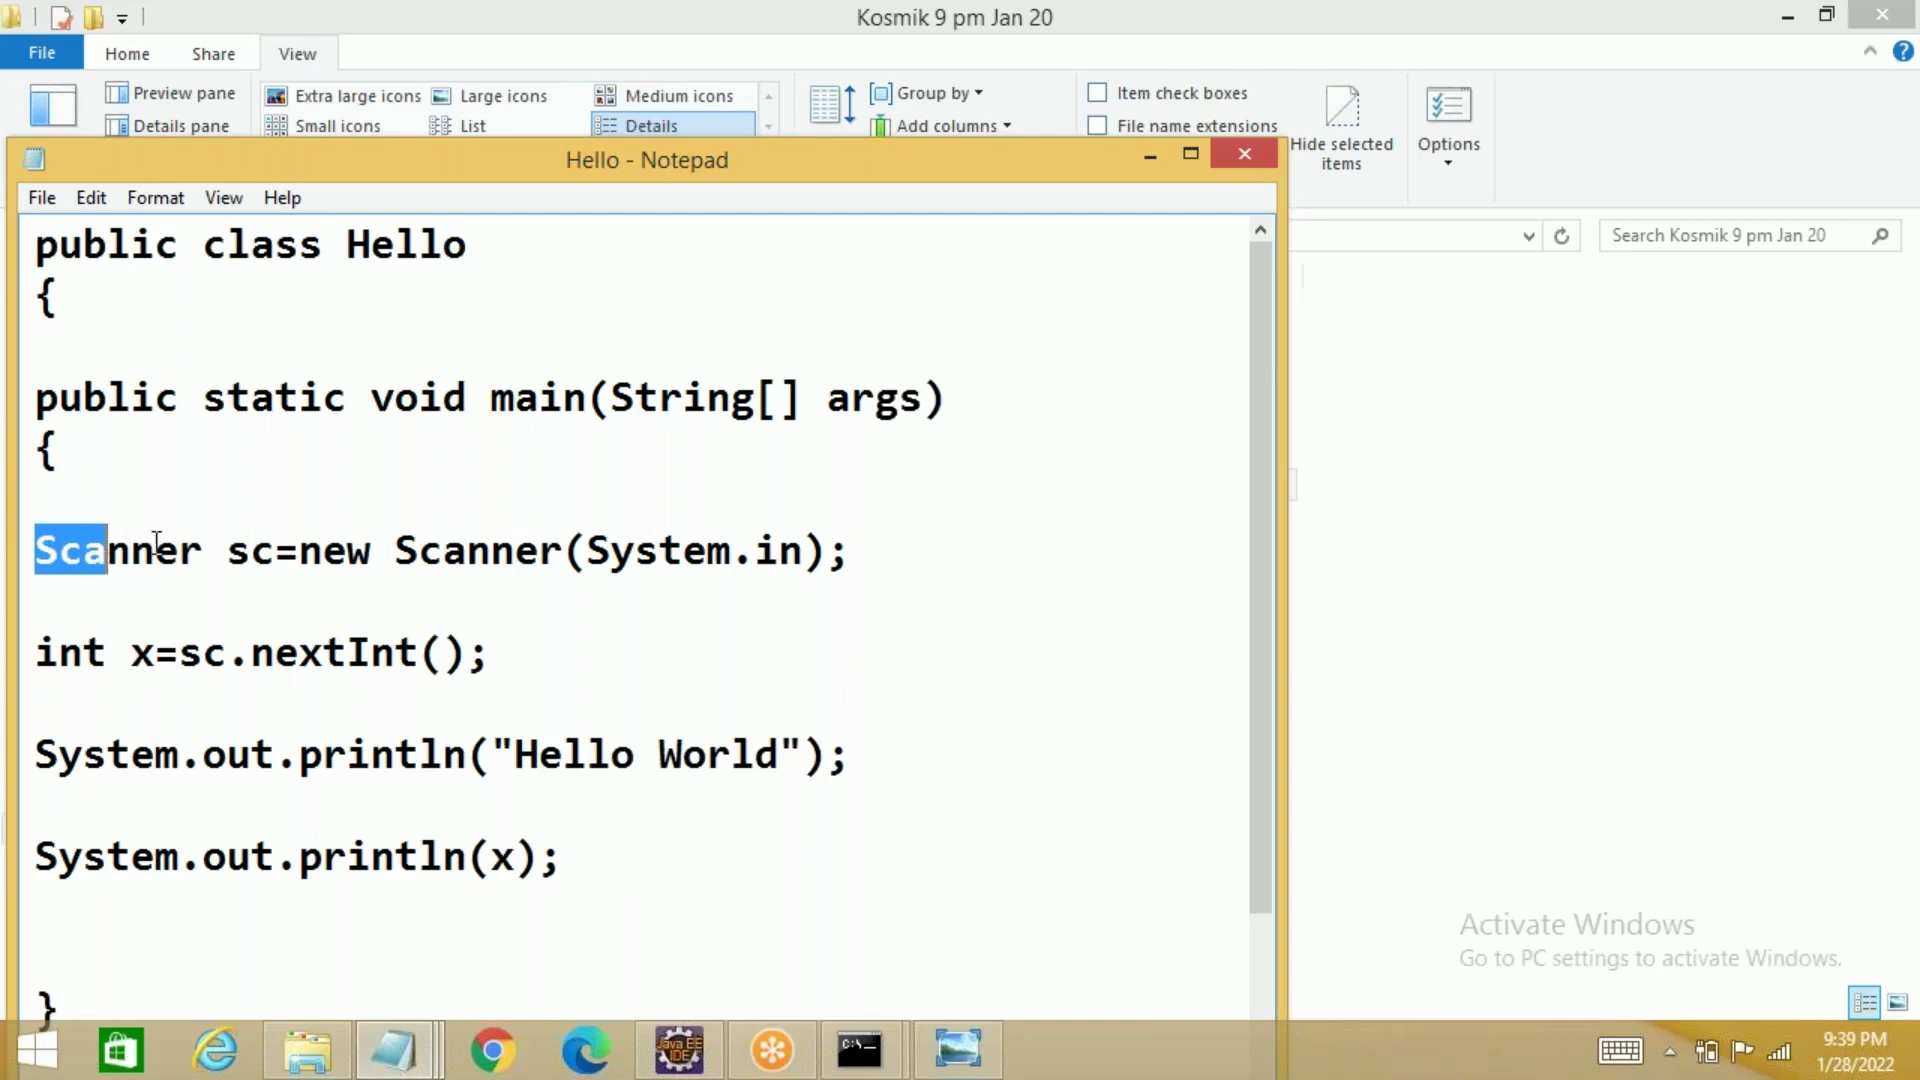 Kosmik 9 pm Jan 20
File Home Share View
Preview pane Extra large icons Large icons Medium icons Group by Item check boxes
Details pane Small icons List Details Add columns File name extensions
Hide selected items Options
Hello - Notepad
File Edit Format View Help
Search Kosmik 9 pm Jan 20
public class Hello
{
public static void main(String[] args)
{
Scanner sc=new Scanner(System.in);
int x=sc.nextInt();
System.out.println("Hello World");
System.out.println(x);
}
Activate Windows
Go to PC settings to activate Windows.
Java EE
IDE
C:\_
9:39 PM
1/28/2022